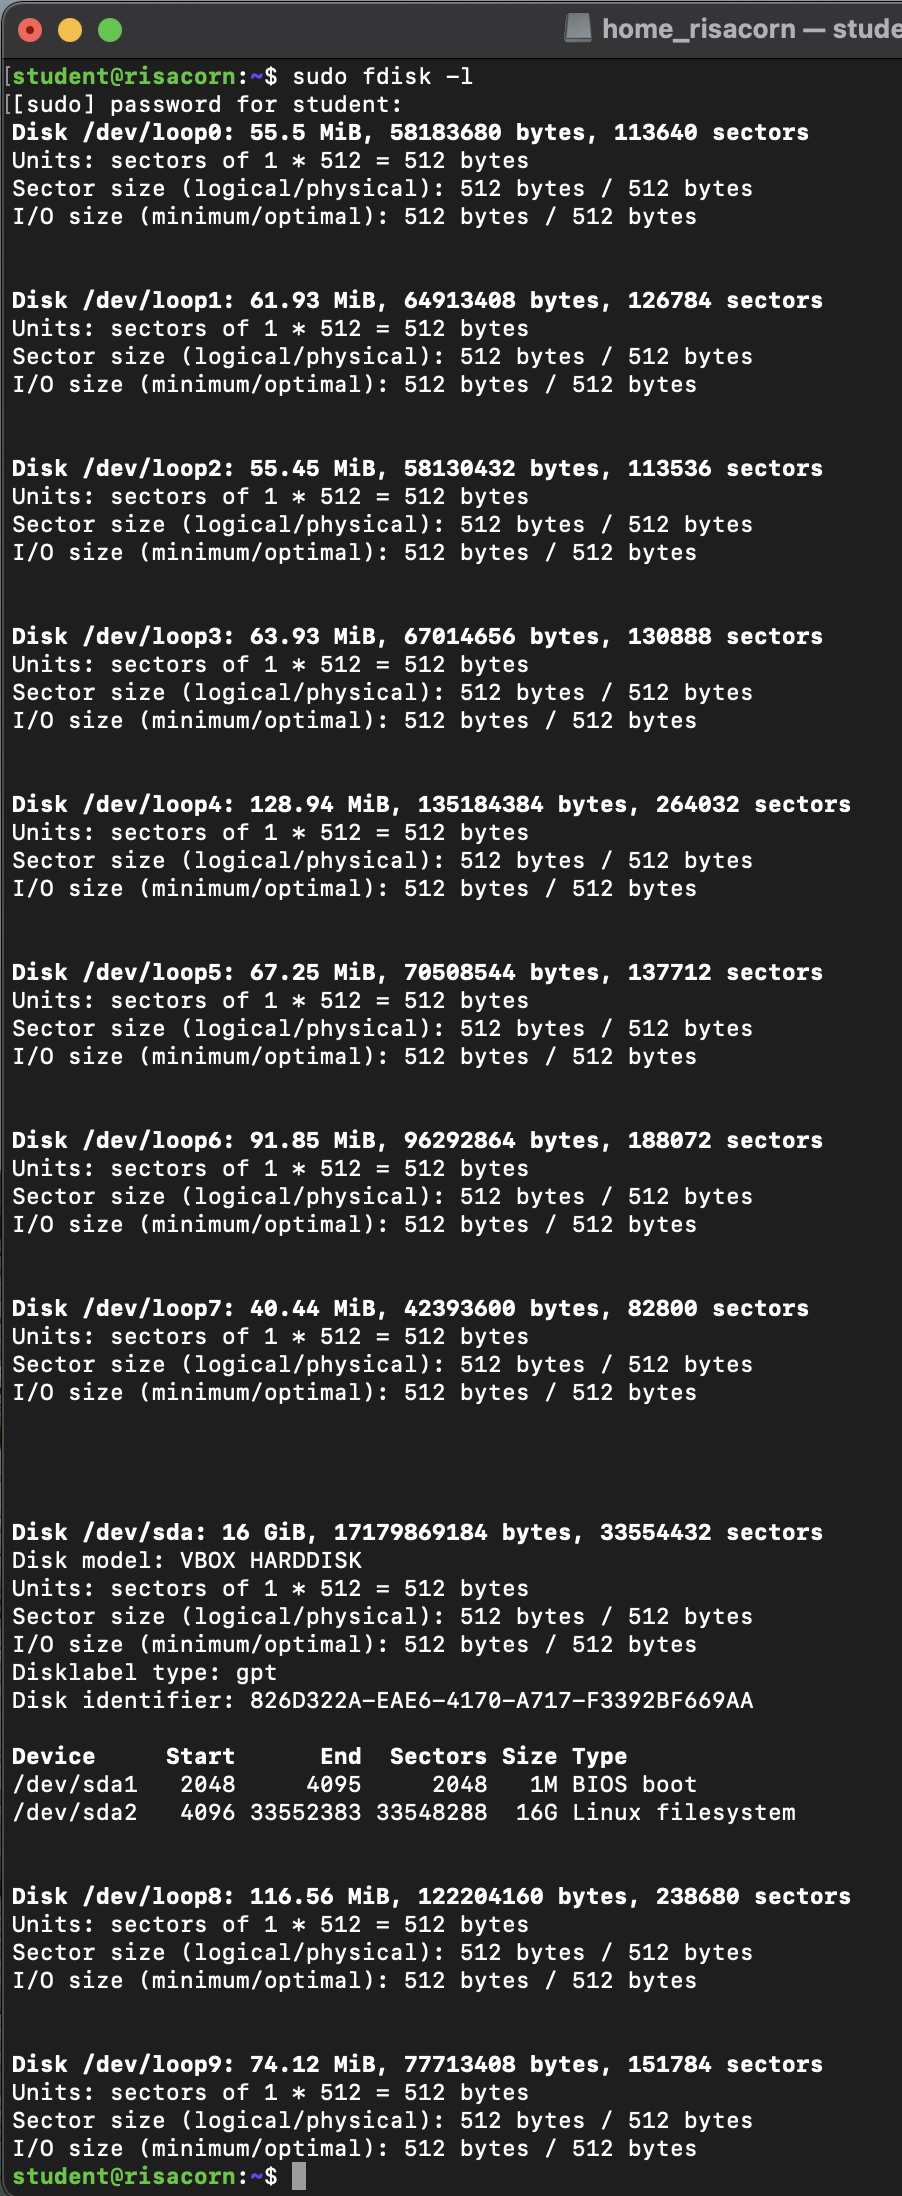 home_risacorn — stude
[student@risacorn:~$ sudo fdisk -l
[[sudo] password for student:
Disk /dev/loop0: 55.5 MiB, 58183680 bytes, 113640 sectors
Units: sectors of 1 * 512 = 512 bytes
Sector size (logical/physical): 512 bytes / 512 bytes
I/O size (minimum/optimal): 512 bytes / 512 bytes
Disk /dev/loop1: 61.93 MiB, 64913408 bytes, 126784 sectors
Units: sectors of 1 * 512 = 512 bytes
Sector size (logical/physical): 512 bytes / 512 bytes
I/O size (minimum/optimal): 512 bytes / 512 bytes
Disk /dev/loop2: 55.45 MiB, 58130432 bytes, 113536 sectors
Units: sectors of 1 * 512 = 512 bytes
Sector size (logical/physical): 512 bytes / 512 bytes
I/O size (minimum/optimal): 512 bytes / 512 bytes
Disk /dev/loop3: 63.93 MiB, 67014656 bytes, 130888 sectors
Units: sectors of 1 * 512 = 512 bytes
Sector size (logical/physical): 512 bytes / 512 bytes
I/O size (minimum/optimal): 512 bytes / 512 bytes
Disk /dev/loop4: 128.94 MiB, 135184384 bytes, 264032 sectors
Units: sectors of 1 * 512 = 512 bytes
Sector size (logical/physical): 512 bytes / 512 bytes
I/O size (minimum/optimal): 512 bytes / 512 bytes
Disk /dev/loop5: 67.25 MiB, 70508544 bytes, 137712 sectors
Units: sectors of 1 * 512 = 512 bytes
Sector size (logical/physical): 512 bytes / 512 bytes
I/O size (minimum/optimal): 512 bytes / 512 bytes
Disk /dev/loop6: 91.85 MiB, 96292864 bytes, 188072 sectors
Units: sectors of 1 * 512 = 512 bytes
Sector size (logical/physical): 512 bytes / 512 bytes
I/O size (minimum/optimal): 512 bytes / 512 bytes
Disk /dev/loop7: 40.44 MiB, 42393600 bytes, 82800 sectors
Units: sectors of 1 * 512 = 512 bytes
Sector size (logical/physical): 512 bytes / 512 bytes
I/O size (minimum/optimal): 512 bytes / 512 bytes
Disk /dev/sda: 16 GiB, 17179869184 bytes, 33554432 sectors
Disk model: VBOX HARDDISK
Units: sectors of 1 * 512 = 512 bytes
Sector size (logical/physical): 512 bytes / 512 bytes
I/O size (minimum/optimal): 512 bytes / 512 bytes
Disklabel type: gpt
Disk identifier: 826D322A-EAE6-4170-A717-F3392BF669AA
Device     Start      End  Sectors Size Type
/dev/sda1   2048     4095     2048   1M BIOS boot
/dev/sda2   4096 33552383 33548288  16G Linux filesystem
Disk /dev/loop8: 116.56 MiB, 122204160 bytes, 238680 sectors
Units: sectors of 1 * 512 = 512 bytes
Sector size (logical/physical): 512 bytes / 512 bytes
I/O size (minimum/optimal): 512 bytes / 512 bytes
Disk /dev/loop9: 74.12 MiB, 77713408 bytes, 151784 sectors
Units: sectors of 1 * 512 = 512 bytes
Sector size (logical/physical): 512 bytes / 512 bytes
I/O size (minimum/optimal): 512 bytes / 512 bytes
student@risacorn:~$